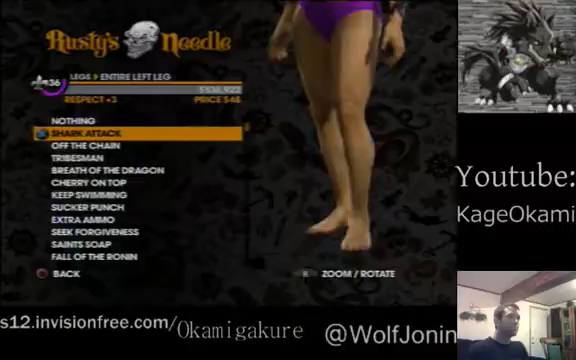 Rusty's Needle
36
LEGS ENTIRE LEFT LEG
RESPECT +3 PRICE $48
NOTHING
SHARK ATTACK
OFF THE CHAIN
TRIBESMAN
BREATH OF THE DRAGON
CHERRY ON TOP
KEEP SWIMMING
SUCKER PUNCH
EXTRA AMMO
SEEK FORGIVENESS
SAINTS SOAP
FALL OF THE RONIN
BACK
ZOOM / ROTATE
Youtube:
KageOkami
s12.invisionfree.com/Okamigakure @WolfJonin